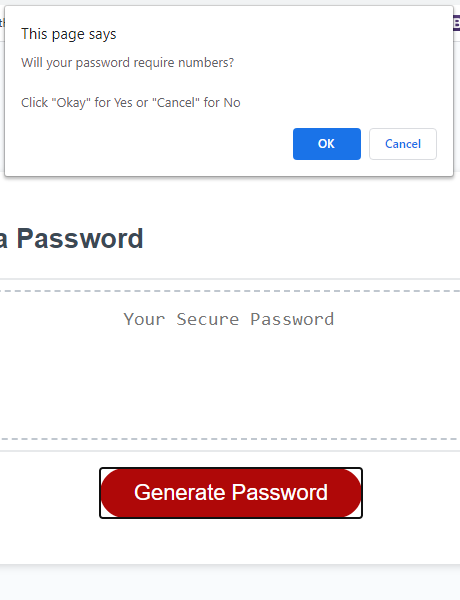 This page says
Will your password require numbers?
Click "Okay" for Yes or "Cancel" for No
OK
Cancel
a Password
Your Secure Password
Generate Password